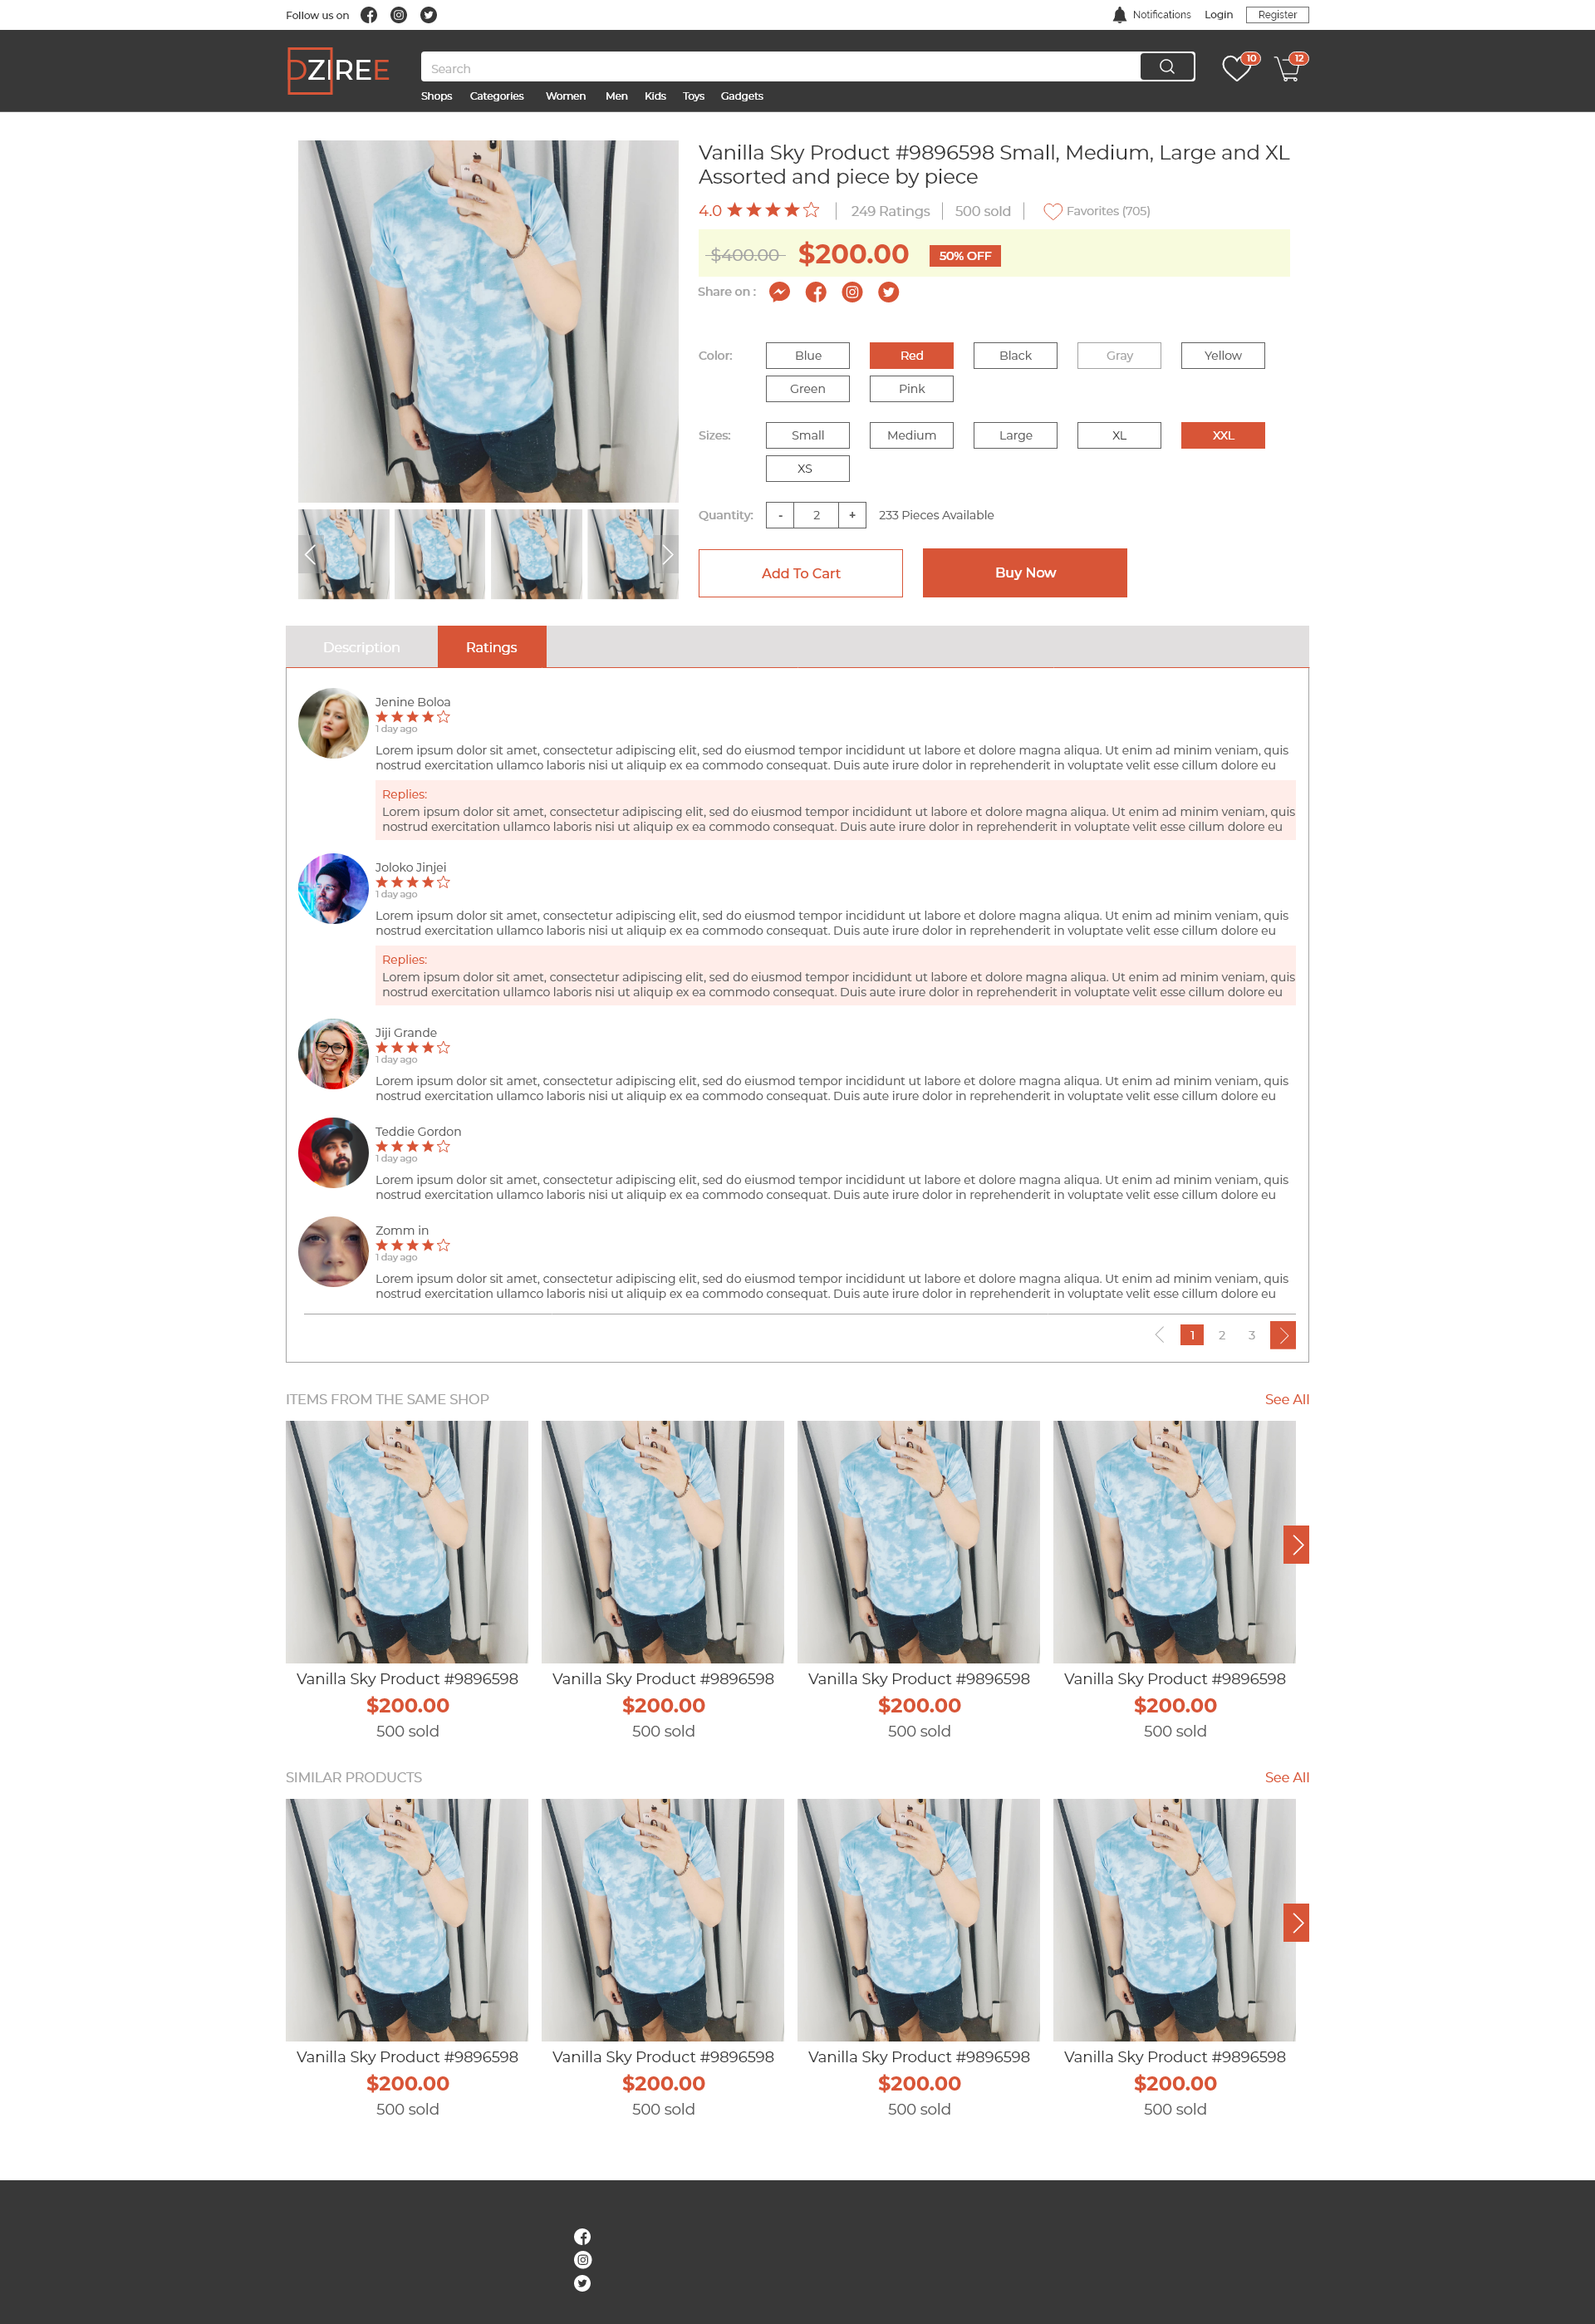 Follow us on
Notifications Login Register
DZIREE
Search
10
12
Shops Categories Women Men Kids Toys Gadgets
Vanilla Sky Product #9896598 Small, Medium, Large and XL
Assorted and piece by piece
4.0
249 Ratings
500 sold
Favorites (705)
$400.00 $200.00 50% OFF
Share on :
Color: Blue Red Black Gray Yellow
Green Pink
Sizes: Small Medium Large XL XXL
XS
Quantity: - 2 + 233 Pieces Available
Add To Cart Buy Now
Description Ratings
Jenine Boloa
1 day ago
Lorem ipsum dolor sit amet, consectetur adipiscing elit, sed do eiusmod tempor incididunt ut labore et dolore magna aliqua. Ut enim ad minim veniam, quis
nostrud exercitation ullamco laboris nisi ut aliquip ex ea commodo consequat. Duis aute irure dolor in reprehenderit in voluptate velit esse cillum dolore eu
Replies:
Lorem ipsum dolor sit amet, consectetur adipiscing elit, sed do eiusmod tempor incididunt ut labore et dolore magna aliqua. Ut enim ad minim veniam, quis
nostrud exercitation ullamco laboris nisi ut aliquip ex ea commodo consequat. Duis aute irure dolor in reprehenderit in voluptate velit esse cillum dolore eu
Joloko Jinjei
1 day ago
Lorem ipsum dolor sit amet, consectetur adipiscing elit, sed do eiusmod tempor incididunt ut labore et dolore magna aliqua. Ut enim ad minim veniam, quis
nostrud exercitation ullamco laboris nisi ut aliquip ex ea commodo consequat. Duis aute irure dolor in reprehenderit in voluptate velit esse cillum dolore eu
Replies:
Lorem ipsum dolor sit amet, consectetur adipiscing elit, sed do eiusmod tempor incididunt ut labore et dolore magna aliqua. Ut enim ad minim veniam, quis
nostrud exercitation ullamco laboris nisi ut aliquip ex ea commodo consequat. Duis aute irure dolor in reprehenderit in voluptate velit esse cillum dolore eu
Jiji Grande
1 day ago
Lorem ipsum dolor sit amet, consectetur adipiscing elit, sed do eiusmod tempor incididunt ut labore et dolore magna aliqua. Ut enim ad minim veniam, quis
nostrud exercitation ullamco laboris nisi ut aliquip ex ea commodo consequat. Duis aute irure dolor in reprehenderit in voluptate velit esse cillum dolore eu
Teddie Gordon
1 day ago
Lorem ipsum dolor sit amet, consectetur adipiscing elit, sed do eiusmod tempor incididunt ut labore et dolore magna aliqua. Ut enim ad minim veniam, quis
nostrud exercitation ullamco laboris nisi ut aliquip ex ea commodo consequat. Duis aute irure dolor in reprehenderit in voluptate velit esse cillum dolore eu
Zomm in
1 day ago
Lorem ipsum dolor sit amet, consectetur adipiscing elit, sed do eiusmod tempor incididunt ut labore et dolore magna aliqua. Ut enim ad minim veniam, quis
nostrud exercitation ullamco laboris nisi ut aliquip ex ea commodo consequat. Duis aute irure dolor in reprehenderit in voluptate velit esse cillum dolore eu
1 2 3
ITEMS FROM THE SAME SHOP See All
Vanilla Sky Product #9896598 Vanilla Sky Product #9896598 Vanilla Sky Product #9896598 Vanilla Sky Product #9896598
$200.00 $200.00 $200.00 $200.00
500 sold 500 sold 500 sold 500 sold
SIMILAR PRODUCTS See All
Vanilla Sky Product #9896598 Vanilla Sky Product #9896598 Vanilla Sky Product #9896598 Vanilla Sky Product #9896598
$200.00 $200.00 $200.00 $200.00
500 sold 500 sold 500 sold 500 sold